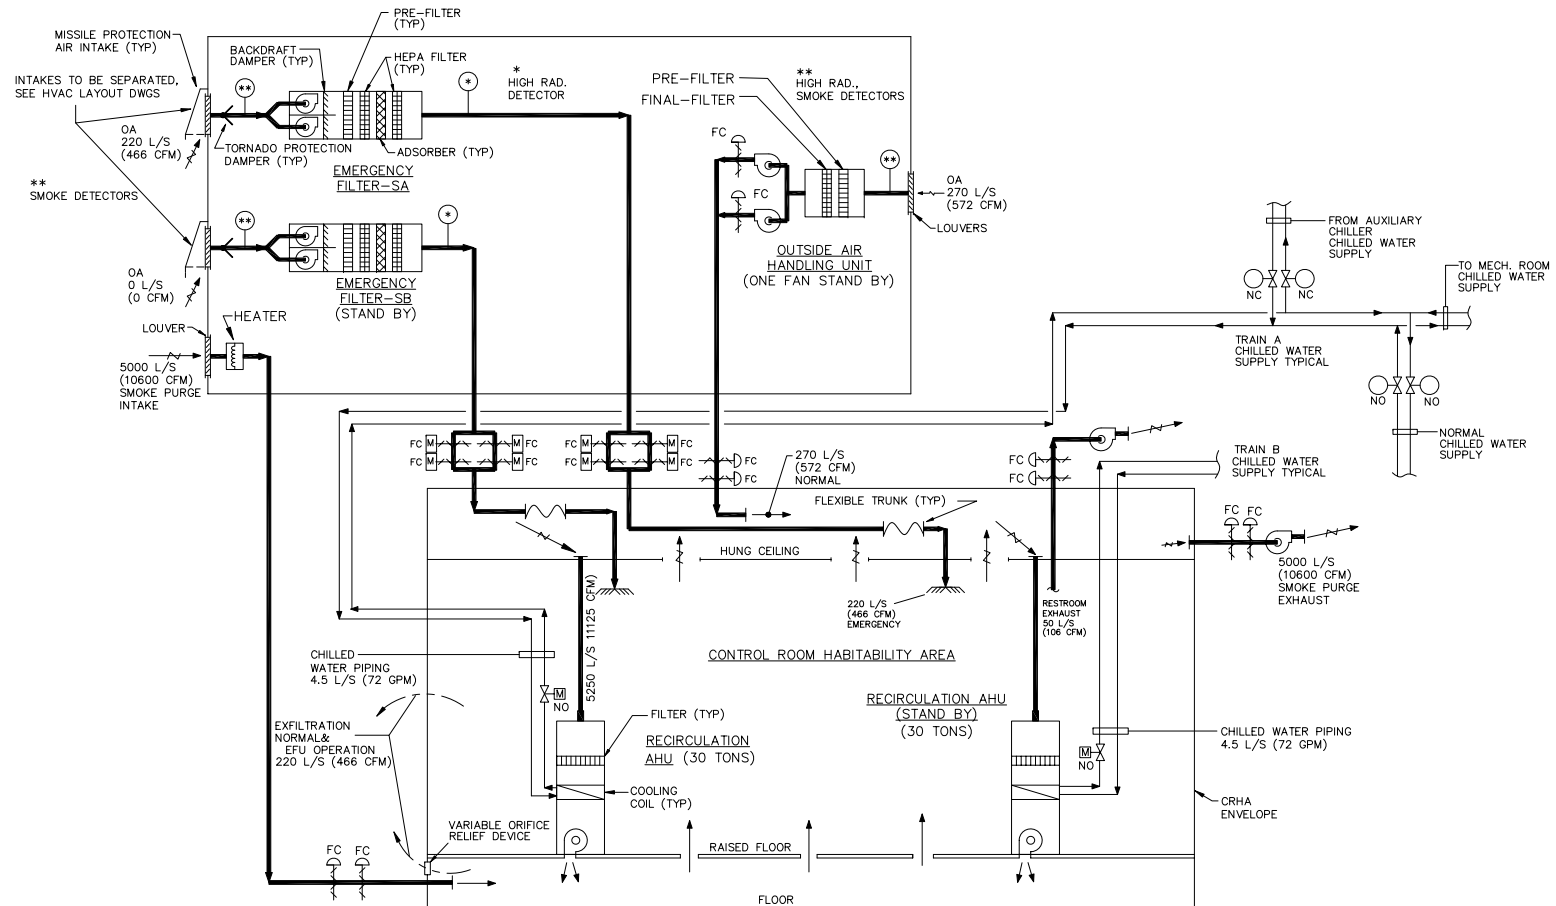 PRE-FILTER
(TYP)
MISSILE PROTECTION
AIR INTAKE (TYP)
BACKDRAFT
DAMPER (TYP)
HEPA FILTER
(TYP)
INTAKES TO BE SEPARATED,
SEE HVAC LAYOUT DWGS
**
*
*
HIGH RAD.
DETECTOR
PRE-FILTER
FINAL-FILTER
**
HIGH RAD.,
SMOKE DETECTORS
OA
220 L/S
(466 CFM)
TORNADO PROTECTION
DAMPER (TYP)
ADSORBER (TYP)
EMERGENCY
FILTER-SA
FC
FC
**
OA
270 L/S
(572 CFM)
LOUVERS
**
SMOKE DETECTORS
**
*
OA
0 L/S
(0 CFM)
EMERGENCY
FILTER-SB
(STAND BY)
OUTSIDE AIR
HANDLING UNIT
(ONE FAN STAND BY)
FROM AUXILIARY
CHILLER
CHILLED WATER
SUPPLY
NC
NC
TO MECH. ROOM
CHILLED WATER
SUPPLY
LOUVER
HEATER
5000 L/S
(10600 CFM)
SMOKE PURGE
INTAKE
TRAIN A
CHILLED WATER
SUPPLY TYPICAL
NO
NO
NORMAL
CHILLED WATER
SUPPLY
FC M M FC
FC M M FC
FC M M FC
FC M M FC
FC
FC
270 L/S
(572 CFM)
NORMAL
FC
FC
TRAIN B
CHILLED WATER
SUPPLY TYPICAL
FLEXIBLE TRUNK (TYP)
HUNG CEILING
FC FC
5000 L/S
(10600 CFM)
SMOKE PURGE
EXHAUST
5250 L/S 11125 CFM)
220 L/S
(466 CFM)
EMERGENCY
RESTROOM
EXHAUST
50 L/S
(106 CFM)
CONTROL ROOM HABITABILITY AREA
CHILLED
WATER PIPING
4.5 L/S (72 GPM)
M
NO
EXFILTRATION
NORMAL&
EFU OPERATION
220 L/S (466 CFM)
FILTER (TYP)
RECIRCULATION
AHU (30 TONS)
RECIRCULATION AHU
(STAND BY)
(30 TONS)
M
NO
CHILLED WATER PIPING
4.5 L/S (72 GPM)
COOLING
COIL (TYP)
CRHA
ENVELOPE
VARIABLE ORIFICE
RELIEF DEVICE
FC FC
RAISED FLOOR
FLOOR